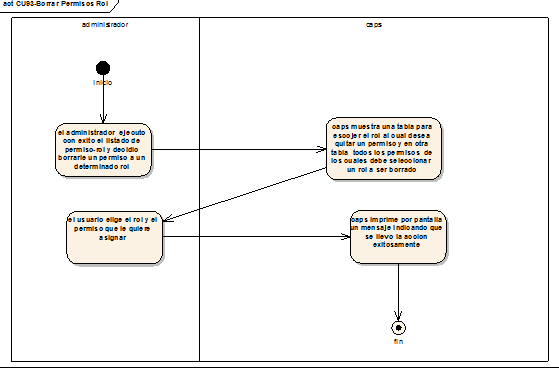 act CU98-Borrar Permisos Rol
administrador
caps
Inicio
el administrador ejecuto
con exito el listado de
permiso-rol y decidio
borrarle un permiso a un
determinado rol
caps muestra una tabla para
escojer el rol al cual desea
quitar un permiso y en otra
tabla todos los permisos de
los cuales debe seleccionar
un rol a ser borrado
el usuario elige el rol y el
permiso que le quiere
asignar
caps imprime por pantalla
un mensaje indicando que
se llevo la accion
exitosamente
fin